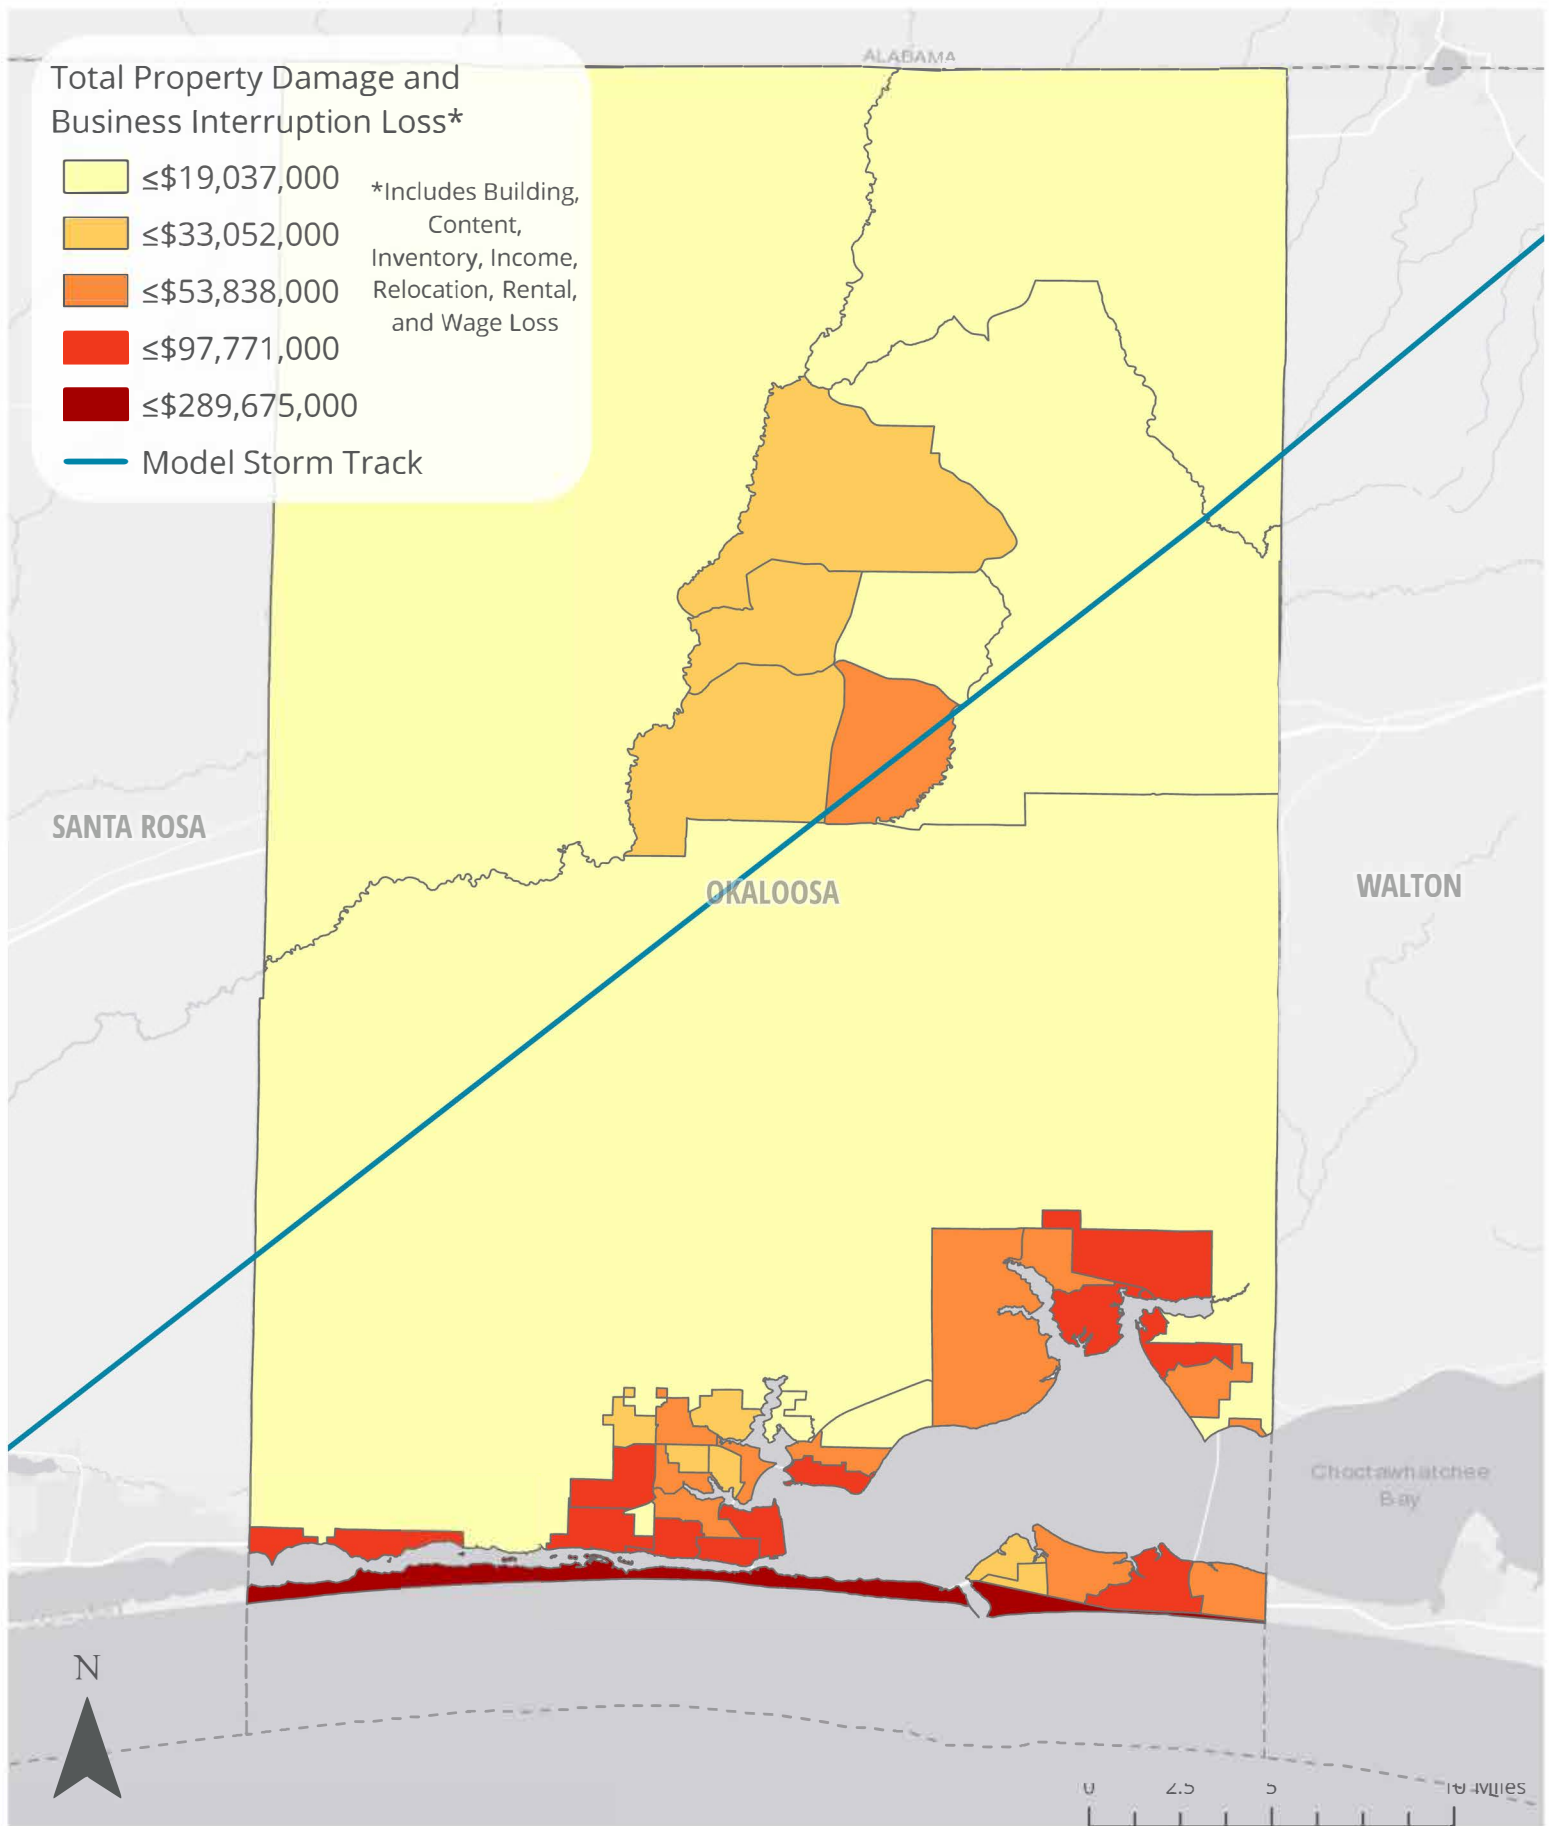 ALABAMA
Total Property Damage and
Business Interruption Loss*
≤$19,037,000
≤$33,052,000
≤$53,838,000
≤$97,771,000
≤$289,675,000
Model Storm Track
*Includes Building,
Content,
Inventory, Income,
Relocation, Rental,
and Wage Loss
SANTA ROSA
OKALOOSA
WALTON
Choctawhatchee
Bay
N
0 2.5 5 10 Miles